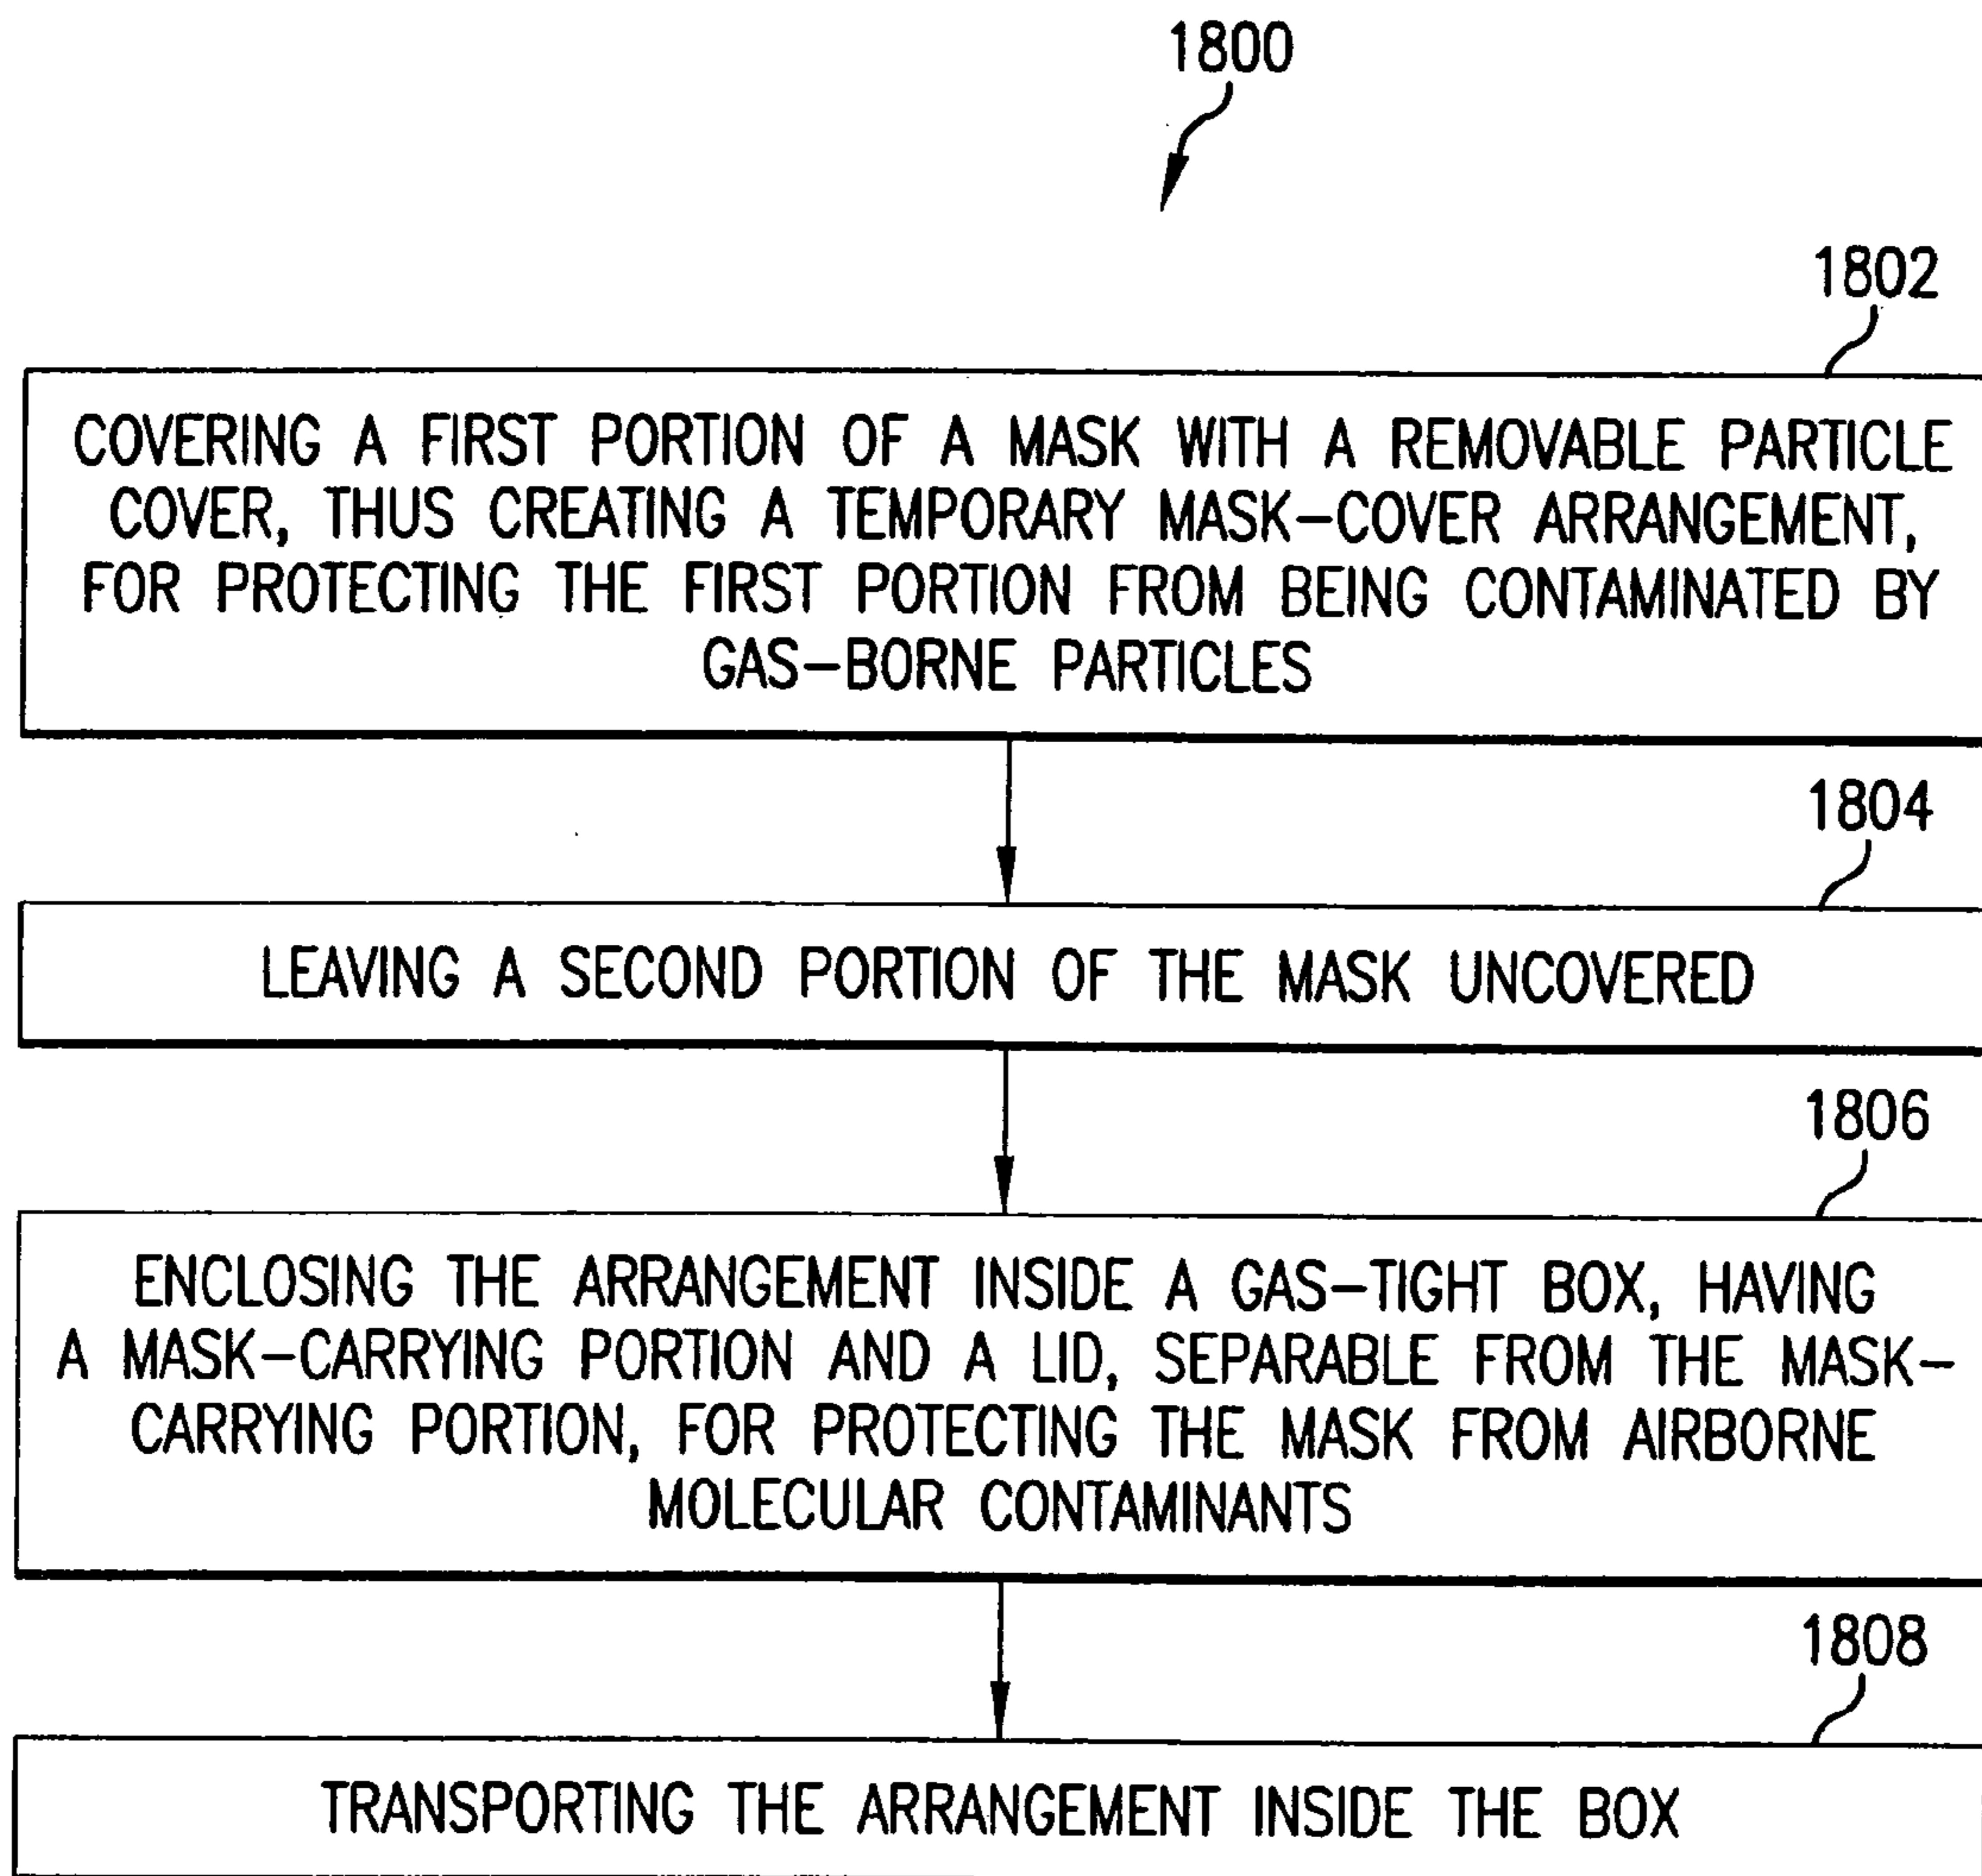 1800
1802
COVERING A FIRST PORTION OF A MASK WITH A REMOVABLE PARTICLE
COVER, THUS CREATING A TEMPORARY MASK–COVER ARRANGEMENT,
FOR PROTECTING THE FIRST PORTION FROM BEING CONTAMINATED BY
GAS–BORNE PARTICLES
1804
LEAVING A SECOND PORTION OF THE MASK UNCOVERED
1806
ENCLOSING THE ARRANGEMENT INSIDE A GAS–TIGHT BOX, HAVING
A MASK–CARRYING PORTION AND A LID, SEPARABLE FROM THE MASK–
CARRYING PORTION, FOR PROTECTING THE MASK FROM AIRBORNE
MOLECULAR CONTAMINANTS
1808
TRANSPORTING THE ARRANGEMENT INSIDE THE BOX